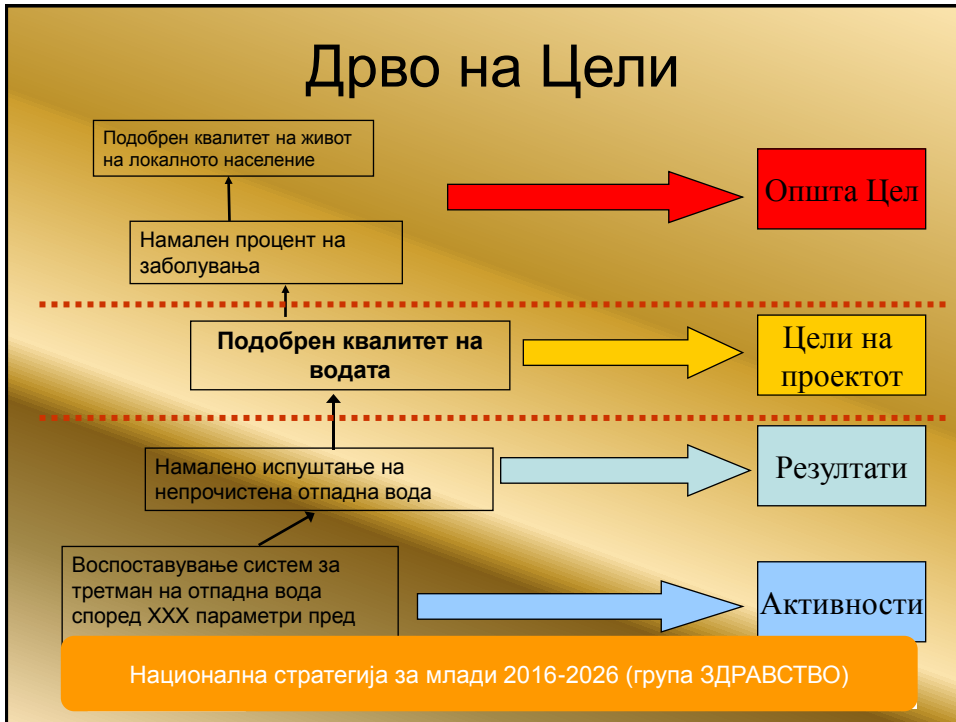 Дрво на Цели
Подобрен квалитет на живот
на локалното население
Општа Цел
Намален процент на
заболувања
Подобрен квалитет на
водата
Цели на
проектот
Намалено испуштање на
непрочистена отпадна вода
Резултати
Воспоставување систем за
третман на отпадна вода
според ХХХ параметри пред
Активности
Национална стратегија за млади 2016-2026 (група ЗДРАВСТВО)